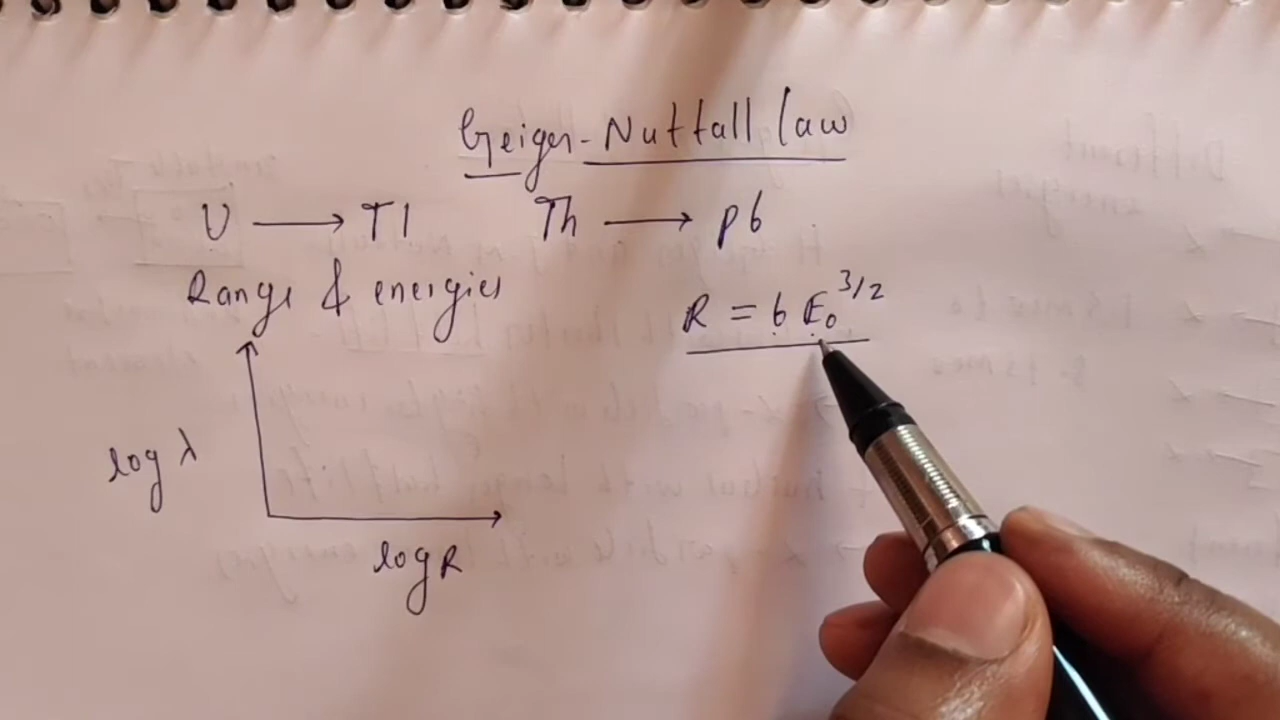 Geiger-Nuttall law
U → Tl Th → Pb
Range & energies
R = b E₀^3/2
log λ
log R